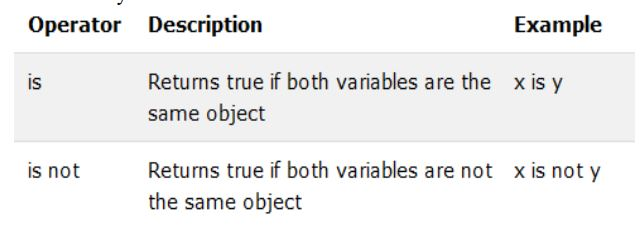 Operator Description Example
is Returns true if both variables are the x is y
same object
is not Returns true if both variables are not x is not y
the same object